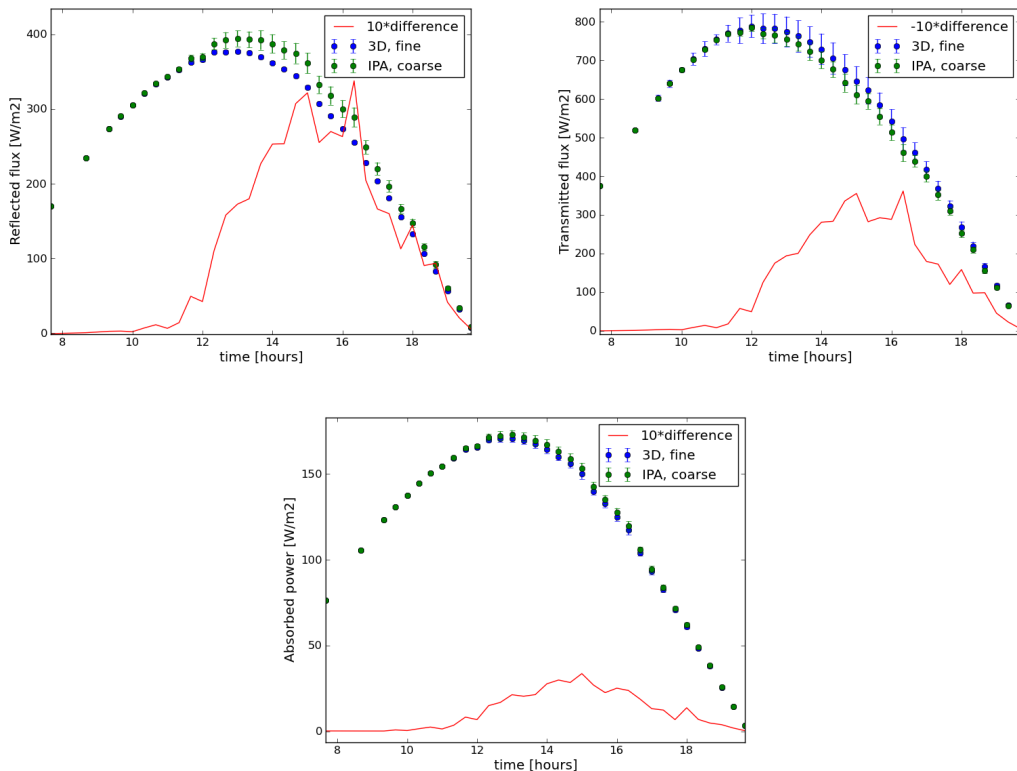 400
300
200
100
0
Reflected flux [W/m2]
10*difference
3D, fine
IPA, coarse
8 10 12 14 16 18
time [hours]
800
700
600
500
400
300
200
100
0
Transmitted flux [W/m2]
-10*difference
3D, fine
IPA, coarse
8 10 12 14 16 18
time [hours]
150
100
50
0
Absorbed power [W/m2]
10*difference
3D, fine
IPA, coarse
8 10 12 14 16 18
time [hours]